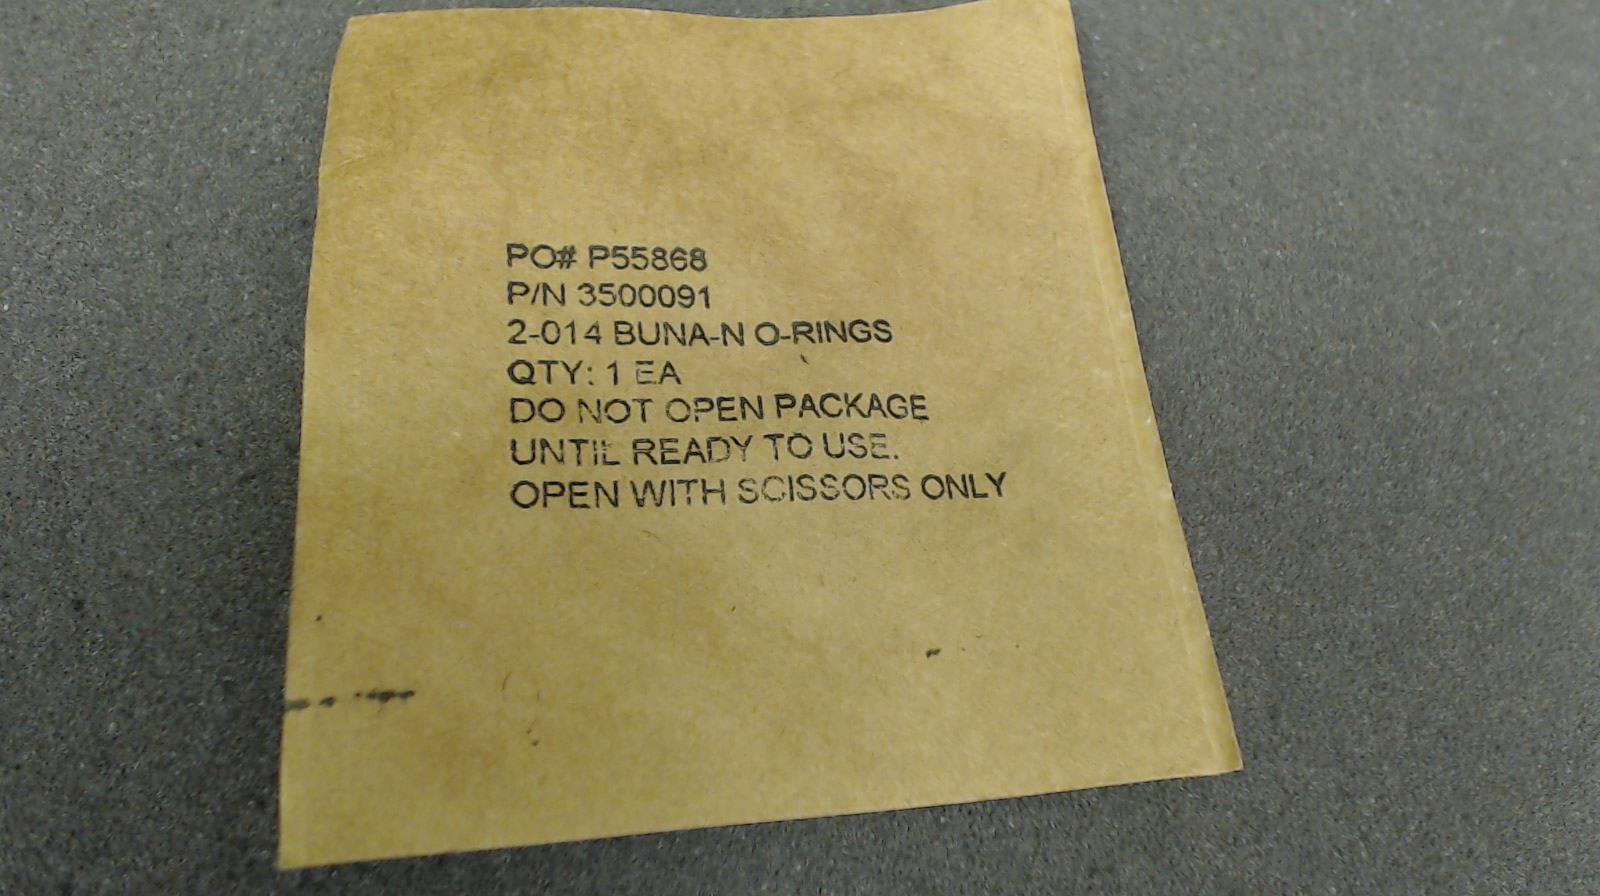 PO# P55868
P/N 3500091
2-014 BUNA-N O-RINGS
QTY: 1 EA
DO NOT OPEN PACKAGE
UNTIL READY TO USE.
OPEN WITH SCISSORS ONLY